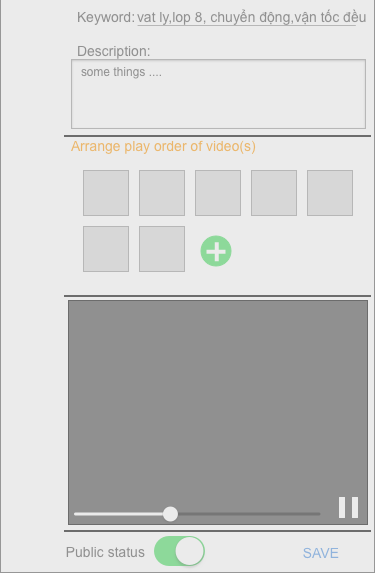 Keyword: vat ly,lop 8, chuyển động,vận tốc đều
Description:
some things ....
Arrange play order of video(s)
Public status
SAVE